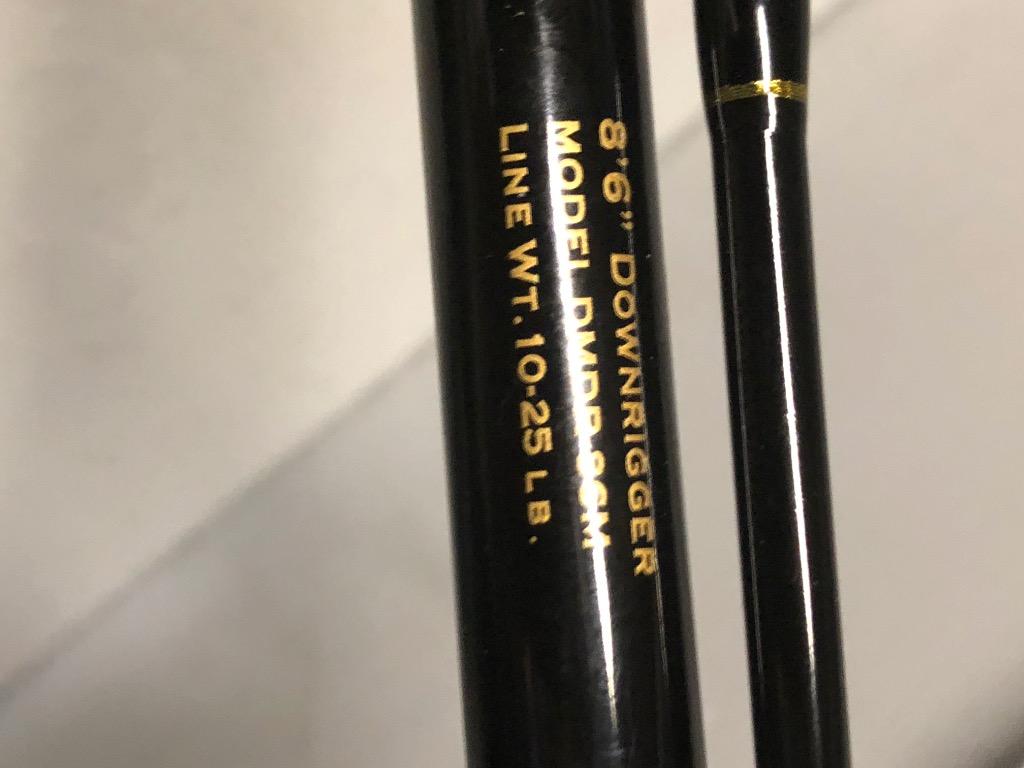 8'6" DOWNRIGGER
MODEL
LINE WT. 10-25 LB.